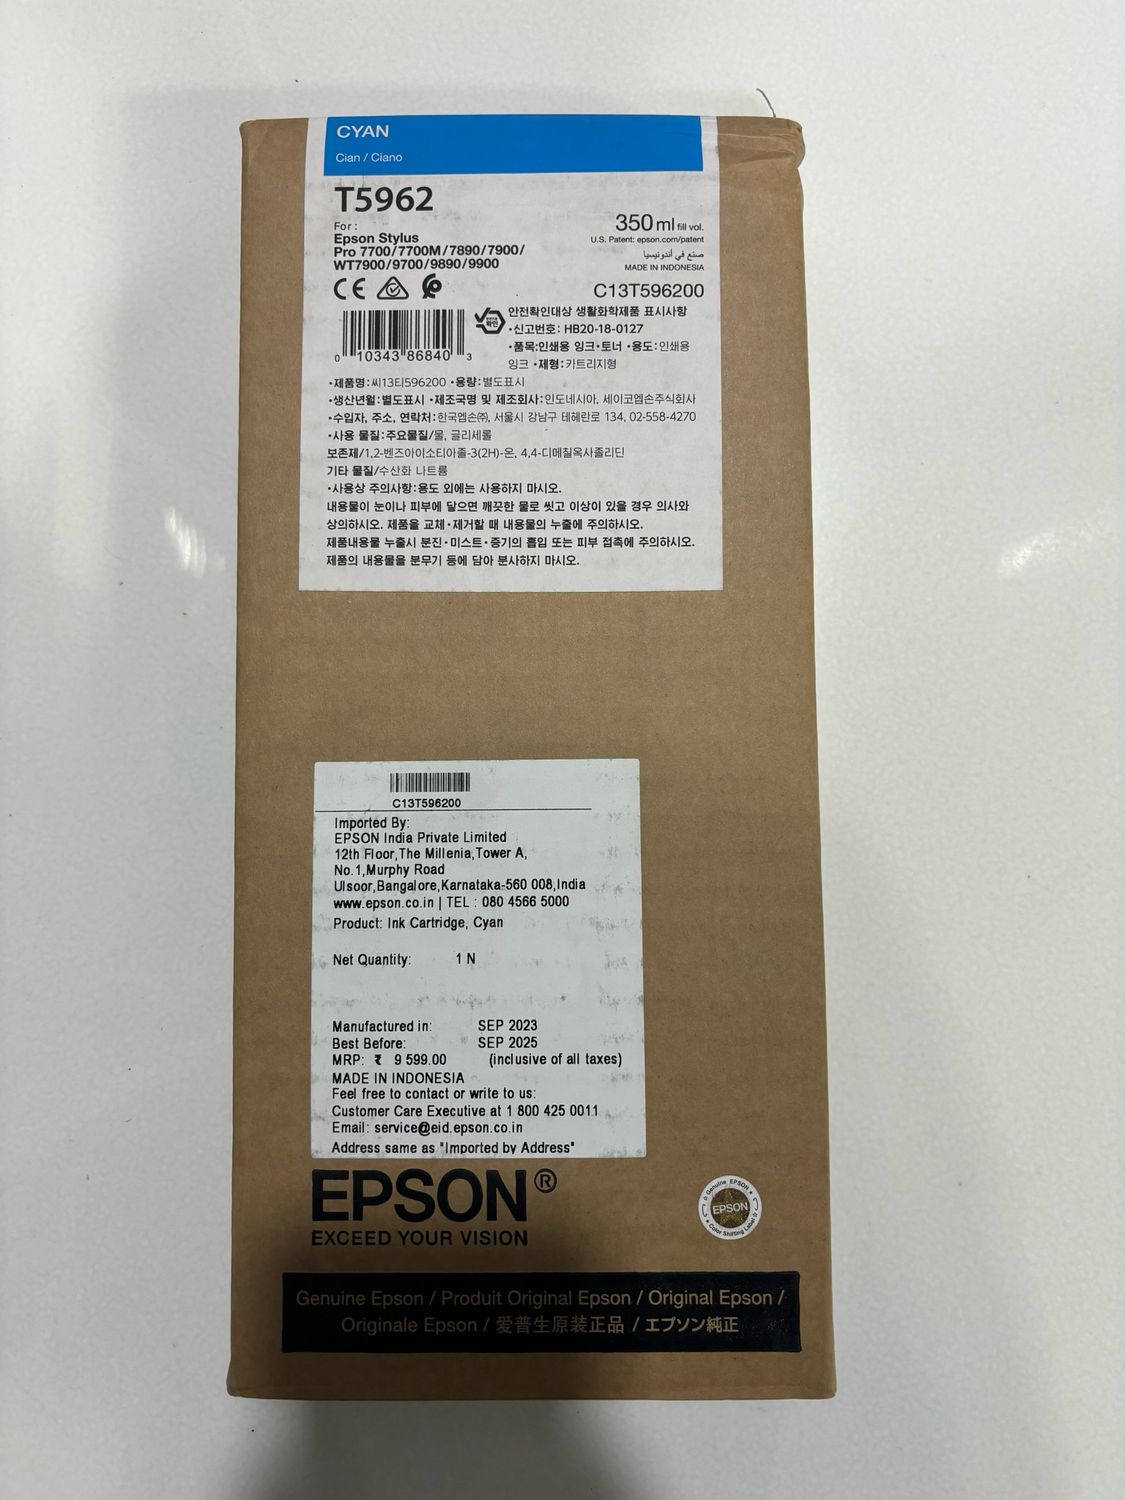 CYAN
Cian / Ciano
T5962
For :
Epson Stylus
Pro 7700/7700M/7890/7900/
WT7900/9700/9890/9900
350 ml fill vol.
U.S. Patent: epson.com/patent
صنع في أندونيسيا
MADE IN INDONESIA
C13T596200
0 10343 86840 3
안전확인대상 생활화학제품 표시사항
•신고번호: HB20-18-0127
•품목:인쇄용 잉크•토너 •용도:인쇄용
잉크 •제형:카트리지형
•제품명:씨13티596200 •용량:별도표시
•생산년월:별도표시 •제조국명 및 제조회사:인도네시아, 세이코엡손주식회사
•수입자, 주소, 연락처:한국엡손㈜, 서울시 강남구 테헤란로 134, 02-558-4270
•사용 물질:주요물질/물, 글리세롤
보존제/1,2-벤즈아이소티아졸-3(2H)-온, 4,4-디메칠옥사졸리딘
기타 물질/수산화 나트륨
•사용상 주의사항:용도 외에는 사용하지 마시오.
내용물이 눈이나 피부에 닿으면 깨끗한 물로 씻고 이상이 있을 경우 의사와
상의하시오. 제품을 교체•제거할 때 내용물의 누출에 주의하시오.
제품내용물 누출시 분진•미스트•증기의 흡입 또는 피부 접촉에 주의하시오.
제품의 내용물을 분무기 등에 담아 분사하지 마시오.
C13T596200
Imported By:
EPSON India Private Limited
12th Floor,The Millenia,Tower A,
No.1,Murphy Road
Ulsoor,Bangalore,Karnataka-560 008,India
www.epson.co.in | TEL : 080 4566 5000
Product: Ink Cartridge, Cyan
Net Quantity: 1 N
Manufactured in: SEP 2023
Best Before: SEP 2025
MRP: ₹ 9 599.00 (inclusive of all taxes)
MADE IN INDONESIA
Feel free to contact or write to us:
Customer Care Executive at 1 800 425 0011
Email: service@eid.epson.co.in
Address same as "Imported by Address"
EPSON®
EXCEED YOUR VISION
Genuine EPSON
EPSON
Color Shifting Label
Genuine Epson / Produit Original Epson / Original Epson /
Originale Epson / 爱普生原装正品 / エプソン純正